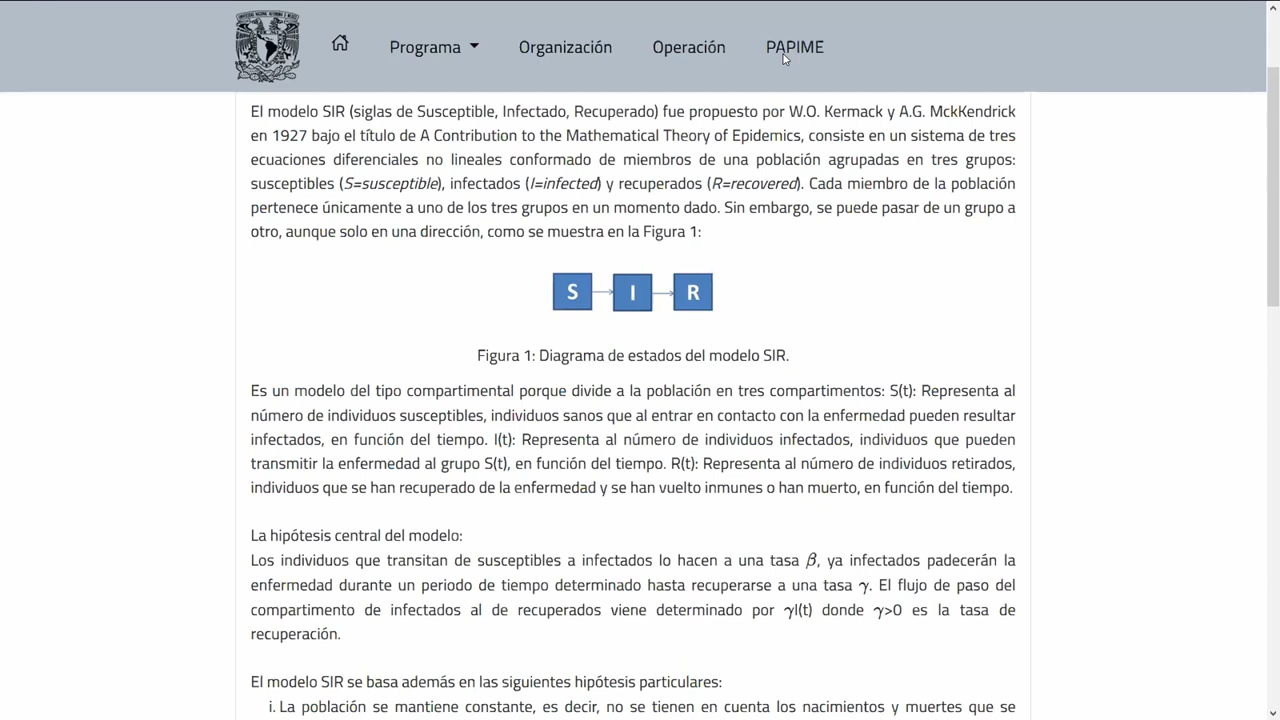 Programa
Organización
Operación
PAPIME
El modelo SIR (siglas de Susceptible, Infectado, Recuperado) fue propuesto por W.O. Kermack y A.G. MckKendrick
en 1927 bajo el título de A Contribution to the Mathematical Theory of Epidemics, consiste en un sistema de tres
ecuaciones diferenciales no lineales conformado de miembros de una población agrupadas en tres grupos:
susceptibles (S=susceptible), infectados (I=infected) y recuperados (R=recovered). Cada miembro de la población
pertenece únicamente a uno de los tres grupos en un momento dado. Sin embargo, se puede pasar de un grupo a
otro, aunque solo en una dirección, como se muestra en la Figura 1:
S
I
R
Figura 1: Diagrama de estados del modelo SIR.
Es un modelo del tipo compartimental porque divide a la población en tres compartimentos: S(t): Representa al
número de individuos susceptibles, individuos sanos que al entrar en contacto con la enfermedad pueden resultar
infectados, en función del tiempo. I(t): Representa al número de individuos infectados, individuos que pueden
transmitir la enfermedad al grupo S(t), en función del tiempo. R(t): Representa al número de individuos retirados,
individuos que se han recuperado de la enfermedad y se han vuelto inmunes o han muerto, en función del tiempo.
La hipótesis central del modelo:
Los individuos que transitan de susceptibles a infectados lo hacen a una tasa β, ya infectados padecerán la
enfermedad durante un periodo de tiempo determinado hasta recuperarse a una tasa γ. El flujo de paso del
compartimento de infectados al de recuperados viene determinado por γI(t) donde γ>0 es la tasa de
recuperación.
El modelo SIR se basa además en las siguientes hipótesis particulares:
i. La población se mantiene constante, es decir, no se tienen en cuenta los nacimientos y muertes que se